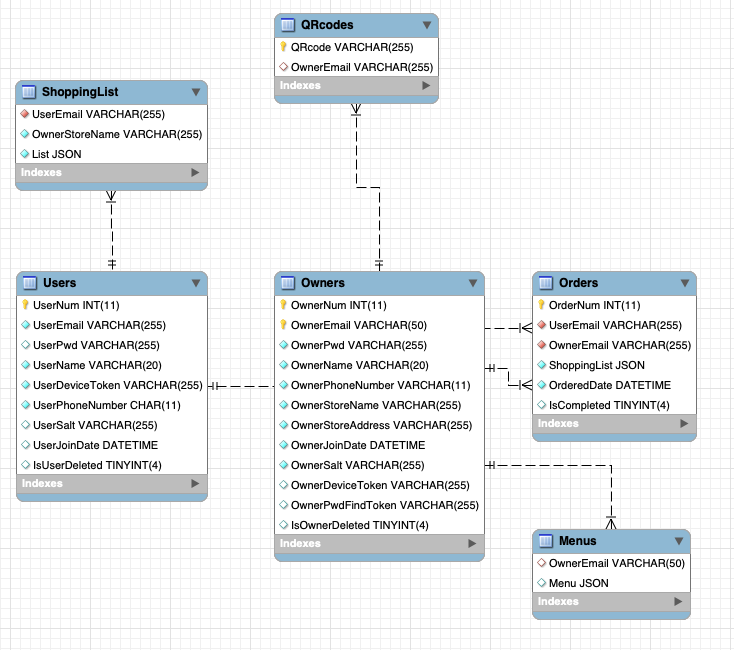 QRcodes
QRcode VARCHAR(255)
OwnerEmail VARCHAR(255)
Indexes
ShoppingList
UserEmail VARCHAR(255)
OwnerStoreName VARCHAR(255)
List JSON
Indexes
Users
UserNum INT(11)
UserEmail VARCHAR(255)
UserPwd VARCHAR(255)
UserName VARCHAR(20)
UserDeviceToken VARCHAR(255)
UserPhoneNumber CHAR(11)
UserSalt VARCHAR(255)
UserJoinDate DATETIME
IsUserDeleted TINYINT(4)
Indexes
Owners
OwnerNum INT(11)
OwnerEmail VARCHAR(50)
OwnerPwd VARCHAR(255)
OwnerName VARCHAR(20)
OwnerPhoneNumber VARCHAR(11)
OwnerStoreName VARCHAR(255)
OwnerStoreAddress VARCHAR(255)
OwnerJoinDate DATETIME
OwnerSalt VARCHAR(255)
OwnerDeviceToken VARCHAR(255)
OwnerPwdFindToken VARCHAR(255)
IsOwnerDeleted TINYINT(4)
Indexes
Orders
OrderNum INT(11)
UserEmail VARCHAR(255)
OwnerEmail VARCHAR(255)
ShoppingList JSON
OrderedDate DATETIME
IsCompleted TINYINT(4)
Indexes
Menus
OwnerEmail VARCHAR(50)
Menu JSON
Indexes